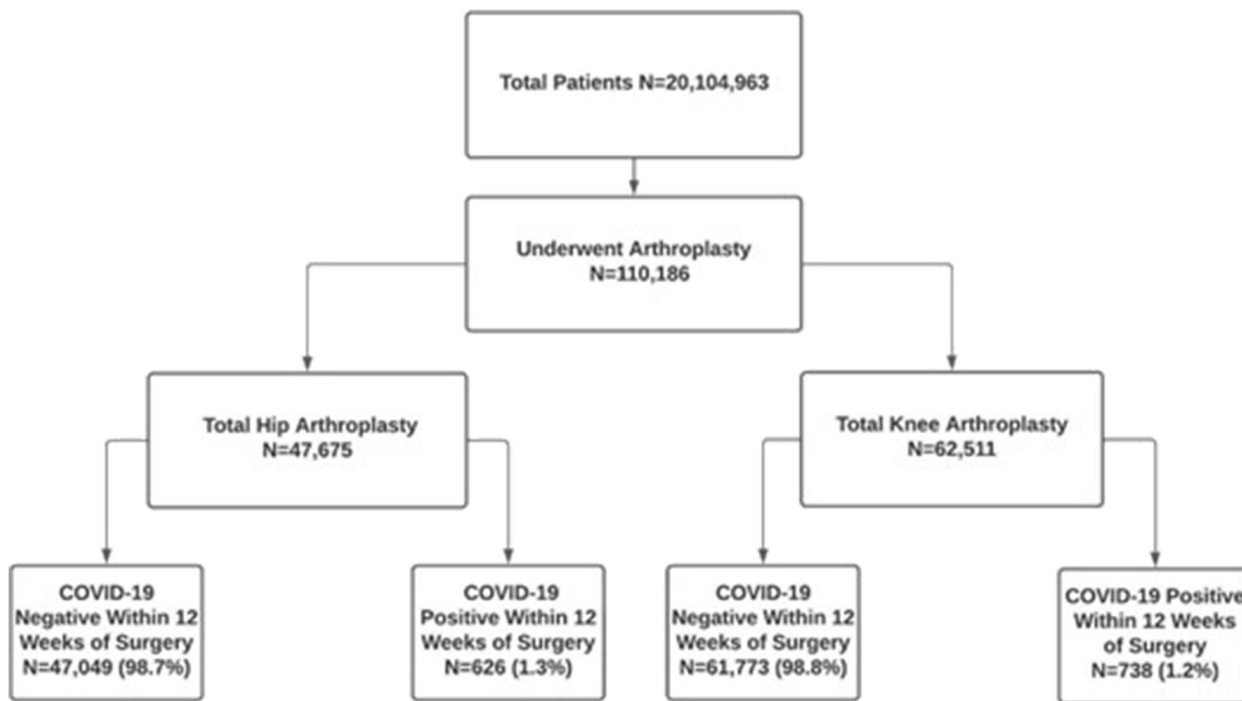 Total Patients N=20,104,963
Underwent Arthroplasty
N=110,186
Total Hip Arthroplasty
N=47,675
Total Knee Arthroplasty
N=62,511
COVID-19
Negative Within 12
Weeks of Surgery
N=47,049 (98.7%)
COVID-19
Positive Within 12
Weeks of Surgery
N=626 (1.3%)
COVID-19
Negative Within 12
Weeks of Surgery
N=61,773 (98.8%)
COVID-19 Positive
Within 12 Weeks
of Surgery
N=738 (1.2%)